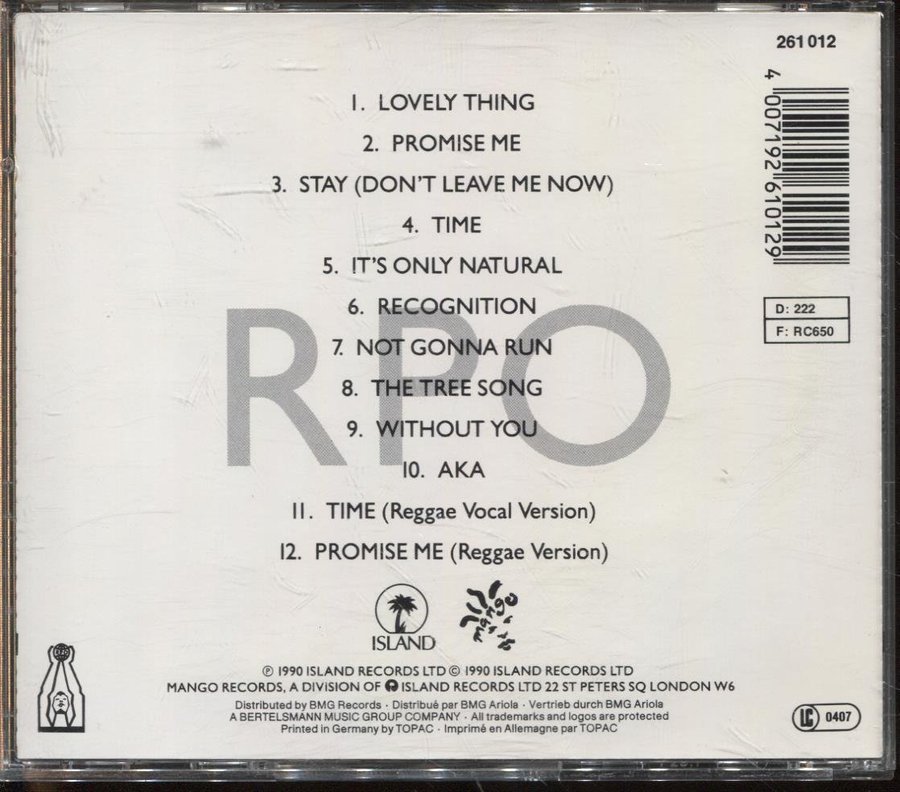 261 012
4 007192 610129
1. LOVELY THING
2. PROMISE ME
3. STAY (DON'T LEAVE ME NOW)
4. TIME
5. IT'S ONLY NATURAL
D: 222
F: RC650
RPO
6. RECOGNITION
7. NOT GONNA RUN
8. THE TREE SONG
9. WITHOUT YOU
10. AKA
11. TIME (Reggae Vocal Version)
12. PROMISE ME (Reggae Version)
ISLAND
mango
℗ 1990 ISLAND RECORDS LTD © 1990 ISLAND RECORDS LTD
MANGO RECORDS, A DIVISION OF ISLAND RECORDS LTD 22 ST PETERS SQ LONDON W6
Distributed by BMG Records · Distribué par BMG Ariola · Vertrieb durch BMG Ariola
A BERTELSMANN MUSIC GROUP COMPANY · All trademarks and logos are protected
Printed in Germany by TOPAC · Imprimé en Allemagne par TOPAC
LC 0407